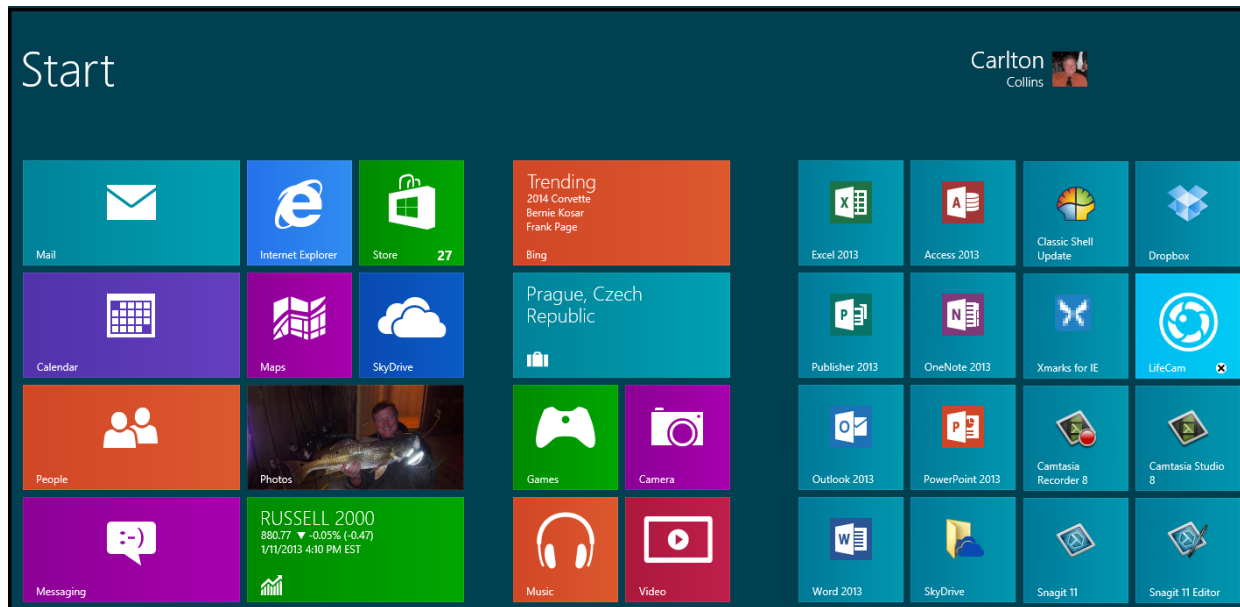 Start
Carlton
Collins
Mail
Internet Explorer
Store 27
Trending
2014 Corvette
Bernie Kosar
Frank Page
Bing
Excel 2013
Access 2013
Classic Shell
Update
Dropbox
Calendar
Maps
SkyDrive
Prague, Czech
Republic
Publisher 2013
OneNote 2013
Xmarks for IE
LifeCam
People
Photos
Games
Camera
Outlook 2013
PowerPoint 2013
Camtasia
Recorder 8
Camtasia Studio
8
Messaging
:-)
RUSSELL 2000
880.77 ▼ -0.05% (-0.47)
1/11/2013 4:10 PM EST
Music
Video
Word 2013
SkyDrive
Snagit 11
Snagit 11 Editor